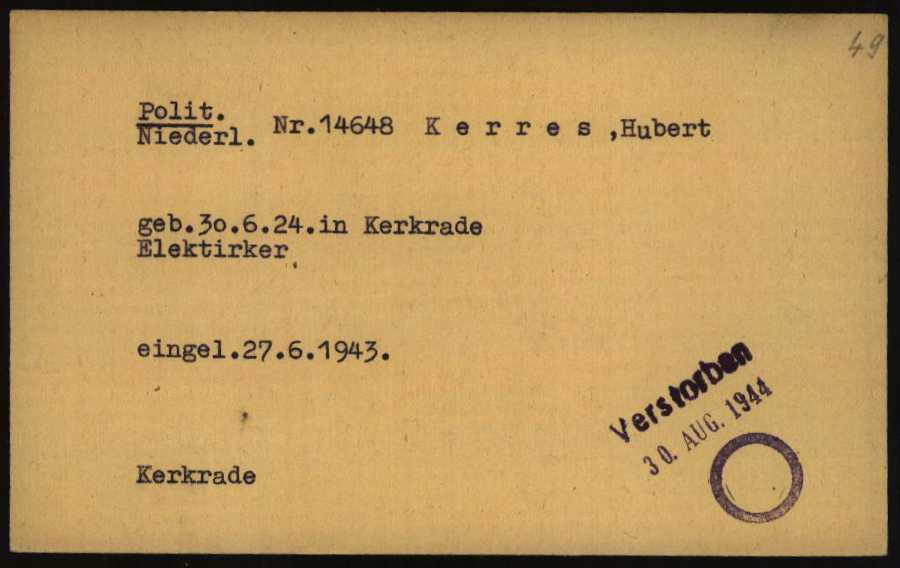 49
Polit.
Niederl. Nr.14648 K e r r e s ,Hubert
geb.3o.6.24.in Kerkrade
Elektirker
eingel.27.6.1943.
Verstorben
30. AUG. 1944
Kerkrade